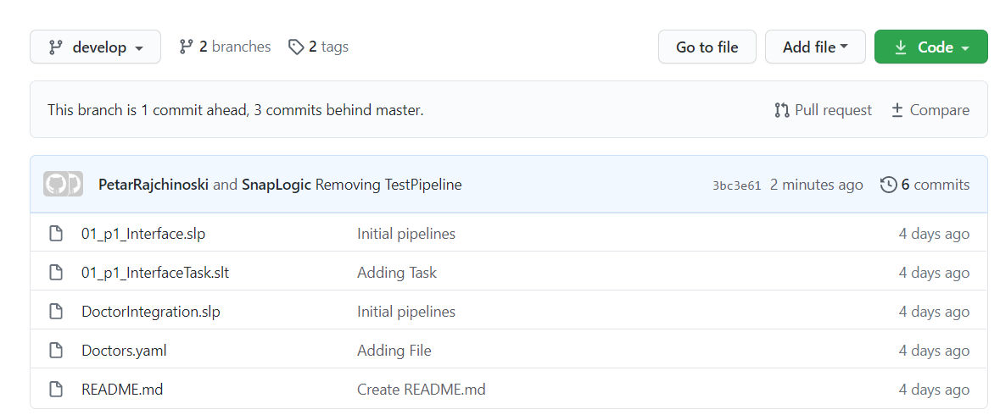 develop 2 branches 2 tags Go to file Add file Code
This branch is 1 commit ahead, 3 commits behind master. Pull request Compare
PetarRajchinoski and SnapLogic Removing TestPipeline 3bc3e61 2 minutes ago 6 commits
01_p1_Interface.slp Initial pipelines 4 days ago
01_p1_InterfaceTask.slt Adding Task 4 days ago
DoctorIntegration.slp Initial pipelines 4 days ago
Doctors.yaml Adding File 4 days ago
README.md Create README.md 4 days ago